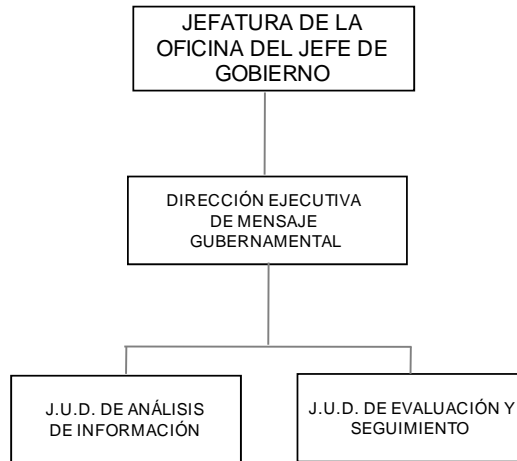 JEFATURA DE LA
OFICINA DEL JEFE DE
GOBIERNO
DIRECCIÓN EJECUTIVA
DE MENSAJE
GUBERNAMENTAL
J.U.D. DE ANÁLISIS
DE INFORMACIÓN
J.U.D. DE EVALUACIÓN Y
SEGUIMIENTO